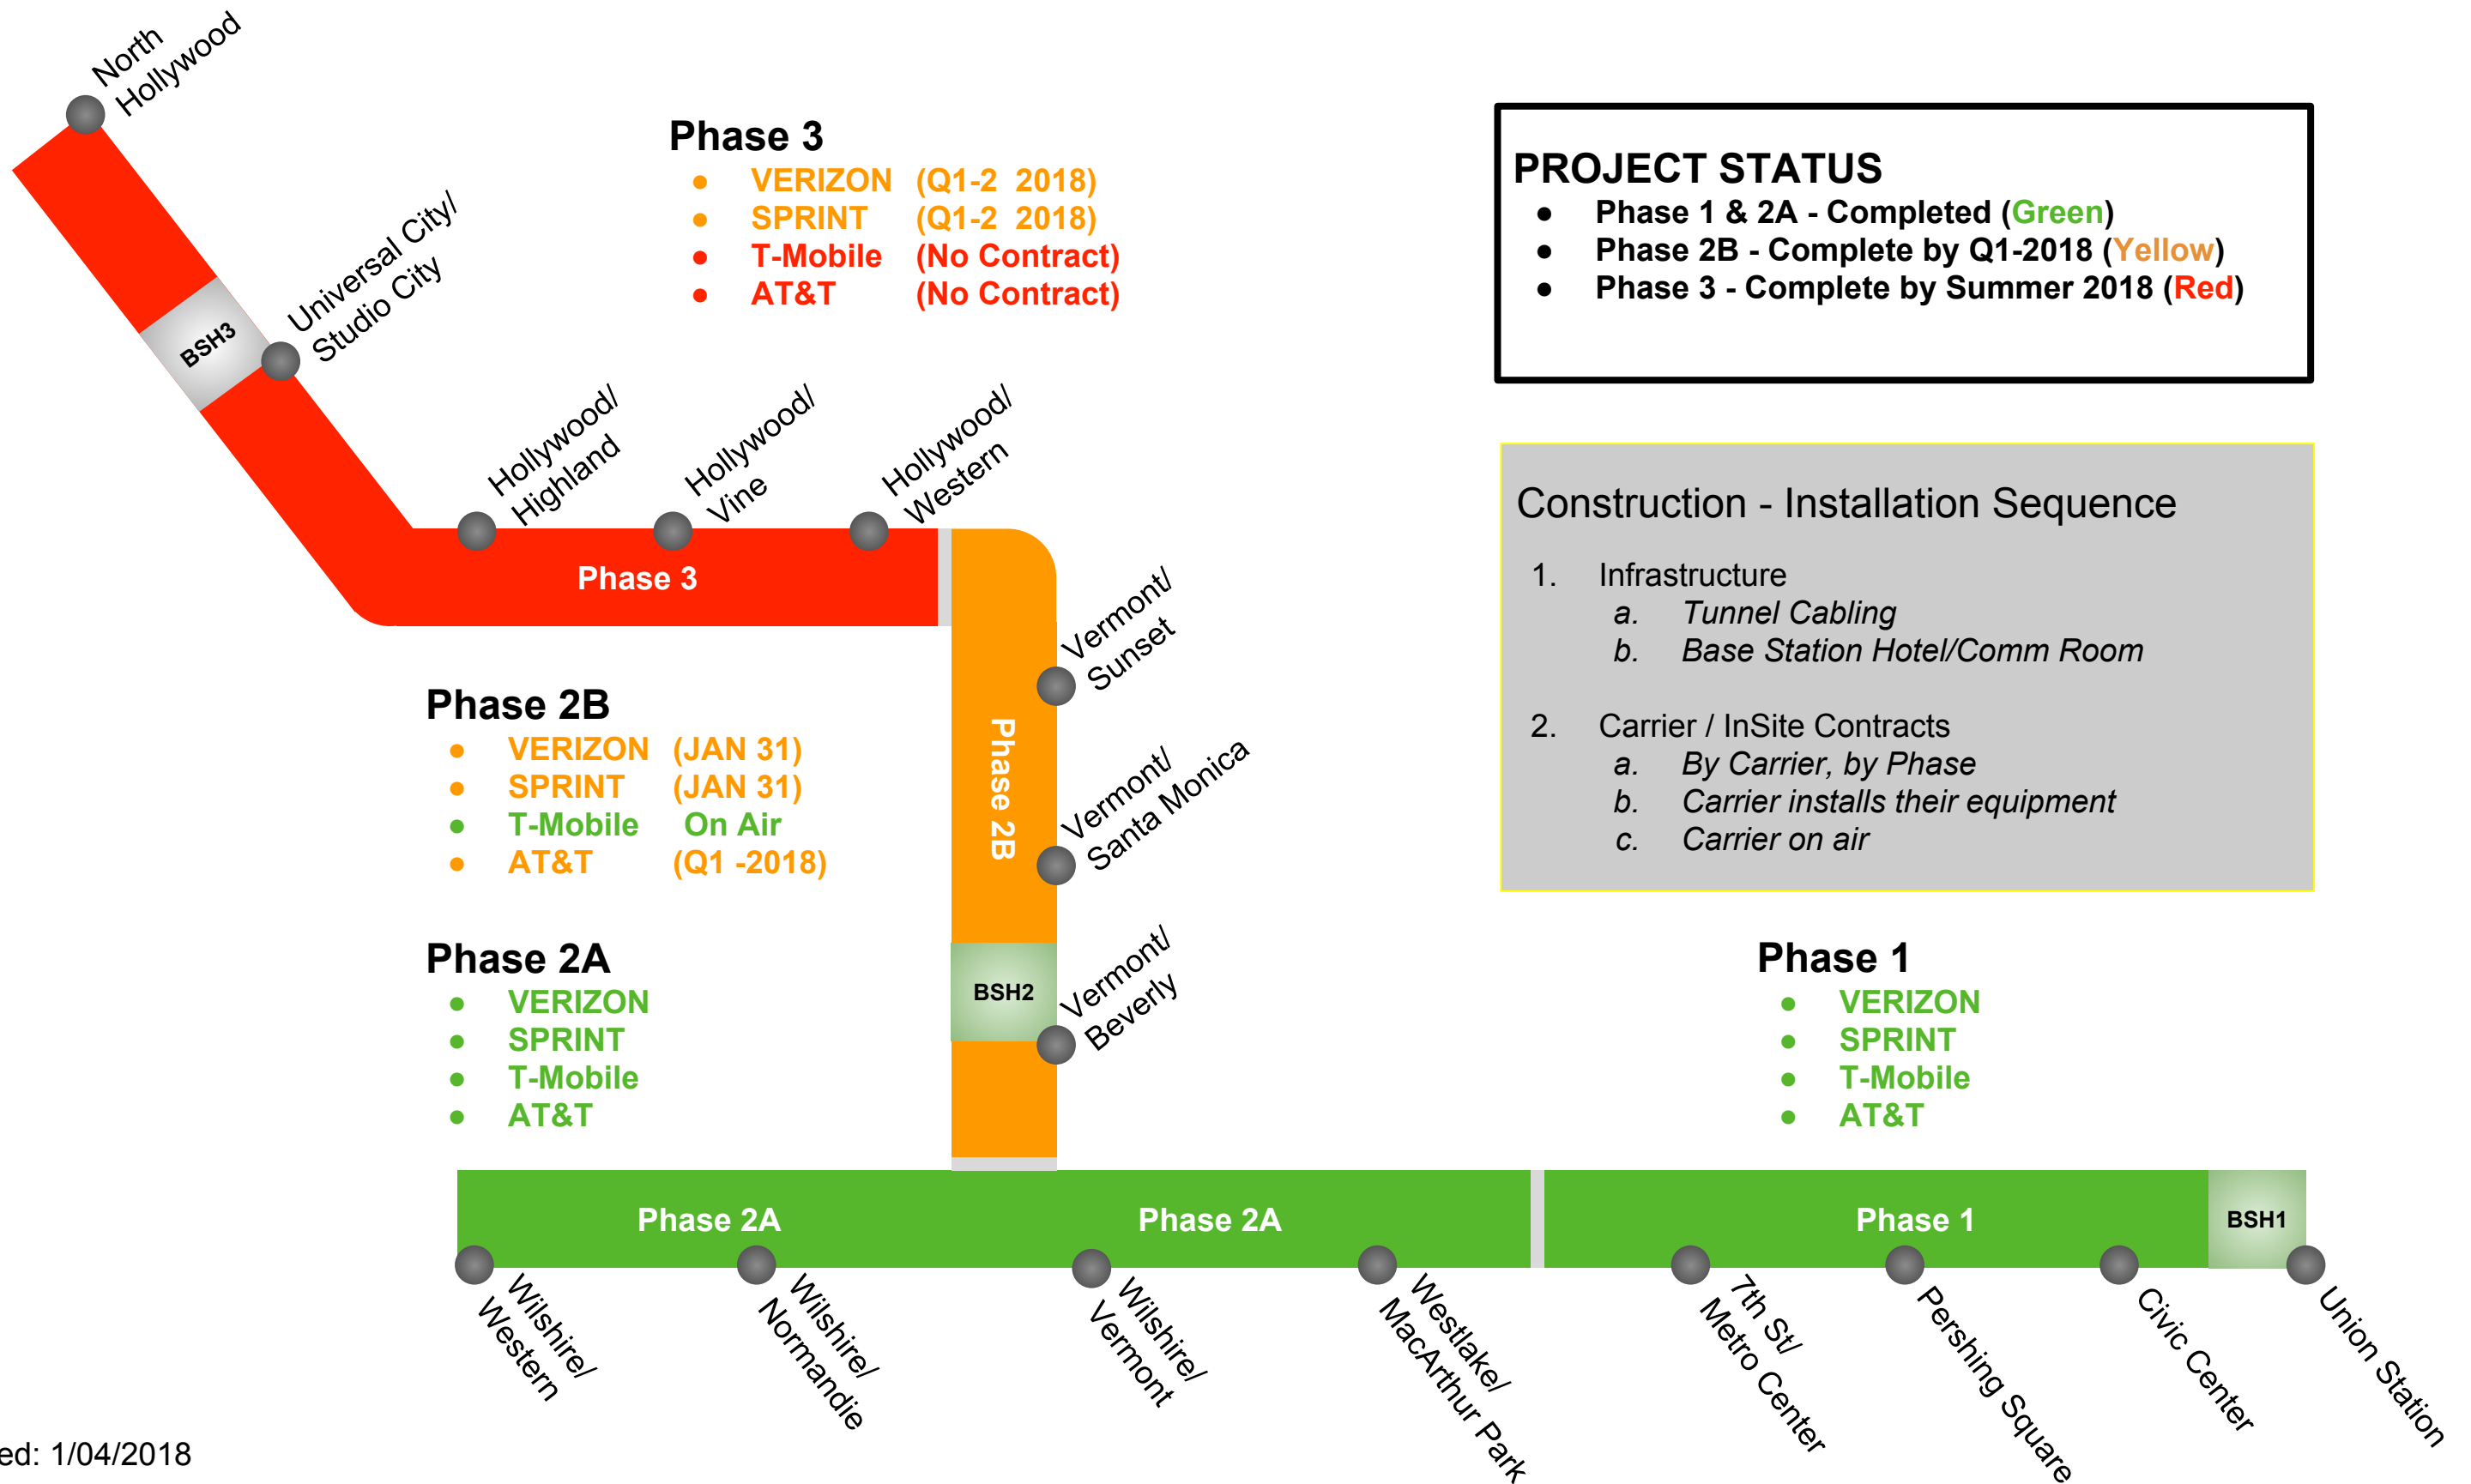 North
Hollywood
Universal City/
Studio City
BSH3
Phase 3
● VERIZON (Q1-2 2018)
● SPRINT (Q1-2 2018)
● T-Mobile (No Contract)
● AT&T (No Contract)
PROJECT STATUS
● Phase 1 & 2A - Completed (Green)
● Phase 2B - Complete by Q1-2018 (Yellow)
● Phase 3 - Complete by Summer 2018 (Red)
Hollywood/
Highland
Hollywood/
Vine
Hollywood/
Western
Phase 3
Construction - Installation Sequence
1. Infrastructure
a. Tunnel Cabling
b. Base Station Hotel/Comm Room
2. Carrier / InSite Contracts
a. By Carrier, by Phase
b. Carrier installs their equipment
c. Carrier on air
Vermont/
Sunset
Phase 2B
Vermont/
Santa Monica
Phase 2B
● VERIZON (JAN 31)
● SPRINT (JAN 31)
● T-Mobile On Air
● AT&T (Q1 -2018)
BSH2
Vermont/
Beverly
Phase 2A
● VERIZON
● SPRINT
● T-Mobile
● AT&T
Phase 1
● VERIZON
● SPRINT
● T-Mobile
● AT&T
Phase 2A
Phase 2A
Phase 1
BSH1
Wilshire/
Western
Wilshire/
Normandie
Wilshire/
Vermont
Westlake/
MacArthur Park
7th St/
Metro Center
Pershing Square
Civic Center
Union Station
ed: 1/04/2018